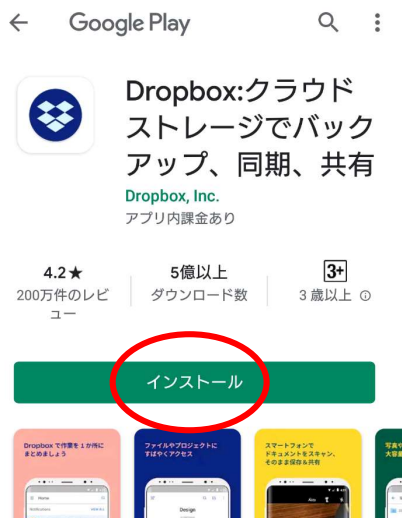 Google Play
Dropbox:クラウド
ストレージでバック
アップ、同期、共有
Dropbox, Inc.
アプリ内課金あり
4.2★
200万件のレビ
ュー
5億以上
ダウンロード数
3+
3 歳以上
インストール
Dropbox で作業を 1 か所に
まとめましょう
Home
ファイルやプロジェクトに
すばやくアクセス
Design
スマートフォンで
ドキュメントをスキャン、
そのまま保存&共有
写真や
大容量